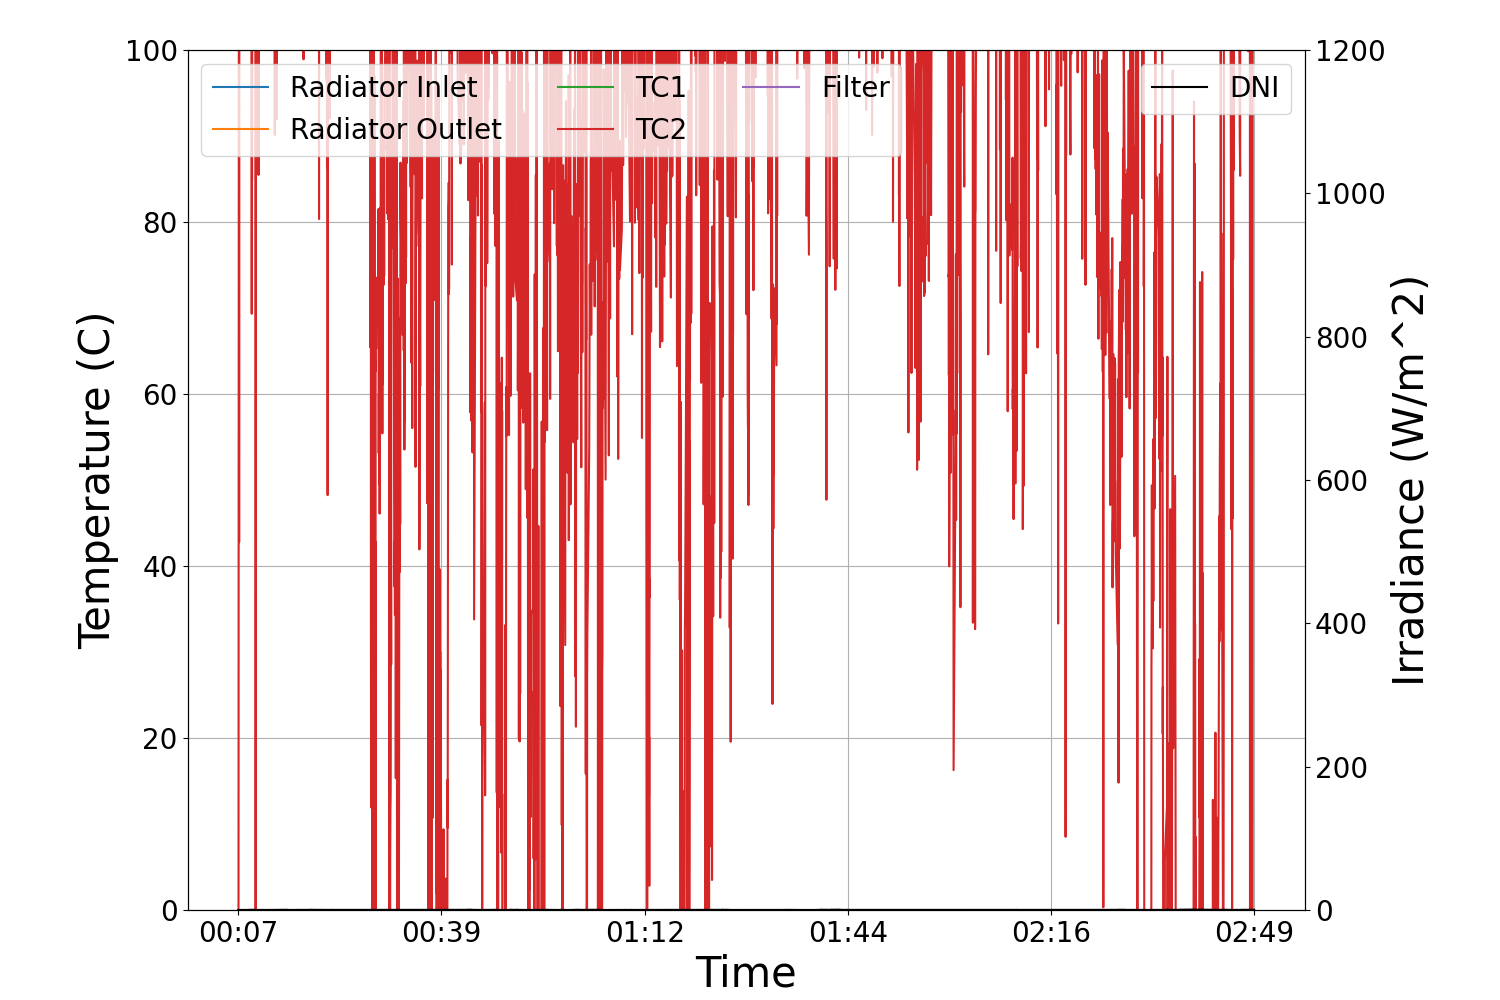 100
80
60
40
20
0
Temperature (C)
Radiator Inlet
Radiator Outlet
TC1
TC2
Filter
DNI
1200
1000
800
600
400
200
0
Irradiance (W/m^2)
00:07 00:39 01:12 01:44 02:16 02:49
Time